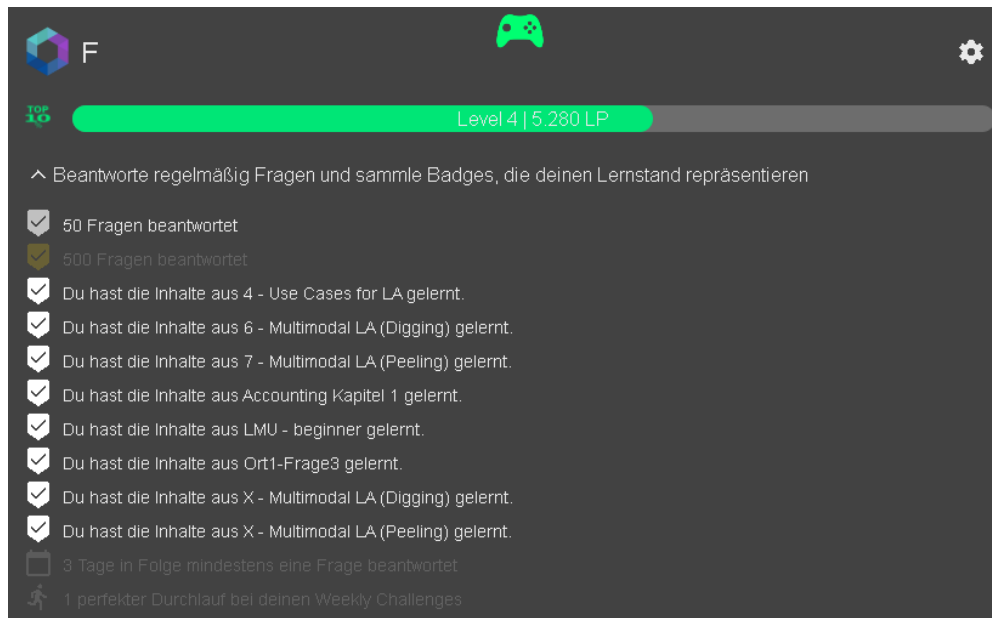 F
TOP
10
Level 4 | 5.280 LP
Beantworte regelmäßig Fragen und sammle Badges, die deinen Lernstand repräsentieren
50 Fragen beantwortet
500 Fragen beantwortet
Du hast die Inhalte aus 4 - Use Cases for LA gelernt.
Du hast die Inhalte aus 6 - Multimodal LA (Digging) gelernt.
Du hast die Inhalte aus 7 - Multimodal LA (Peeling) gelernt.
Du hast die Inhalte aus Accounting Kapitel 1 gelernt.
Du hast die Inhalte aus LMU - beginner gelernt.
Du hast die Inhalte aus Ort1-Frage3 gelernt.
Du hast die Inhalte aus X - Multimodal LA (Digging) gelernt.
Du hast die Inhalte aus X - Multimodal LA (Peeling) gelernt.
3 Tage in Folge mindestens eine Frage beantwortet
1 perfekter Durchlauf bei deinen Weekly Challenges